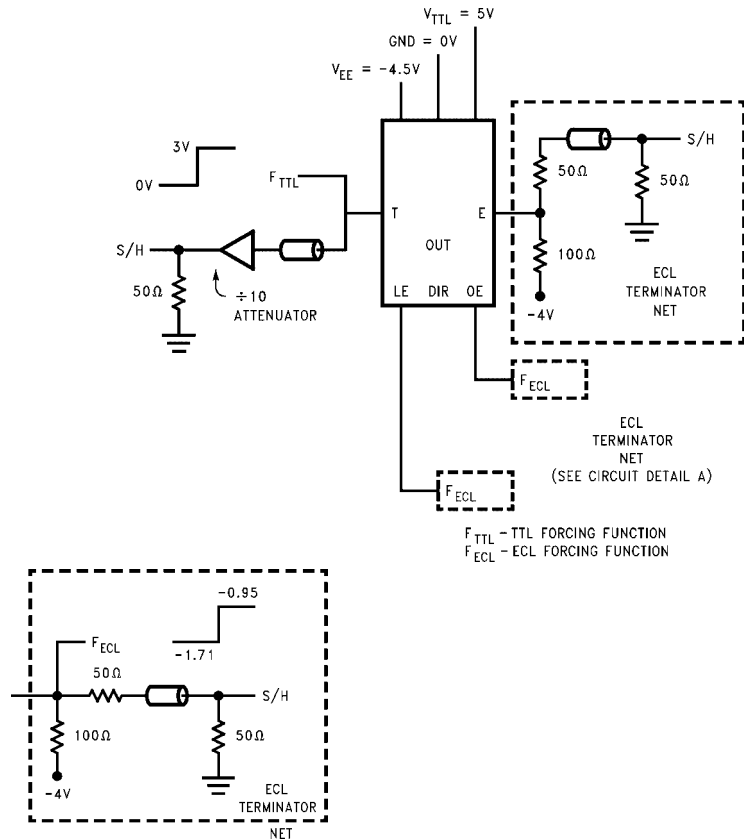 V_TTL = 5V
GND = 0V
V_EE = -4.5V
3V
0V
F_TTL
S/H
50Ω
÷10
ATTENUATOR
T
E
OUT
LE DIR OE
S/H
50Ω
50Ω
100Ω
-4V
ECL
TERMINATOR
NET
F_ECL
ECL
TERMINATOR
NET
(SEE CIRCUIT DETAIL A)
F_ECL
F_TTL - TTL FORCING FUNCTION
F_ECL - ECL FORCING FUNCTION
-0.95
-1.71
F_ECL
50Ω
S/H
100Ω
50Ω
-4V
ECL
TERMINATOR
NET